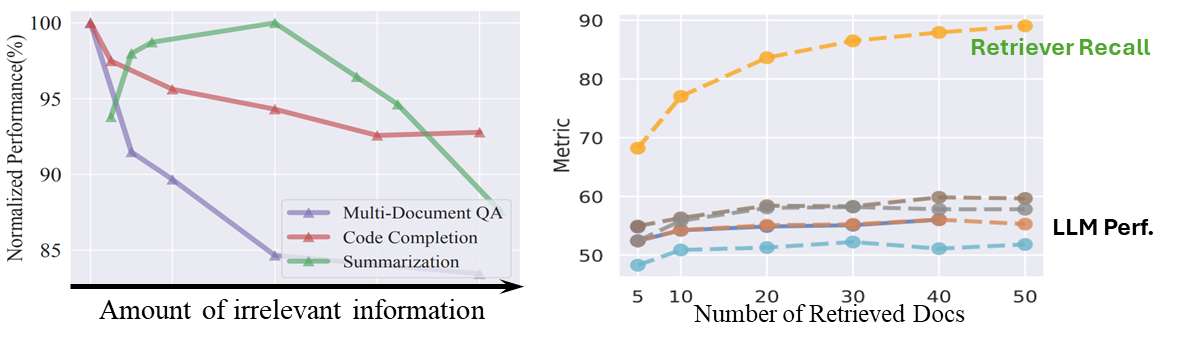 Normalized Performance(%)
100
95
90
85
Multi-Document QA
Code Completion
Summarization
Amount of irrelevant information
Metric
90
80
70
60
50
5 10 20 30 40 50
Number of Retrieved Docs
Retriever Recall
LLM Perf.